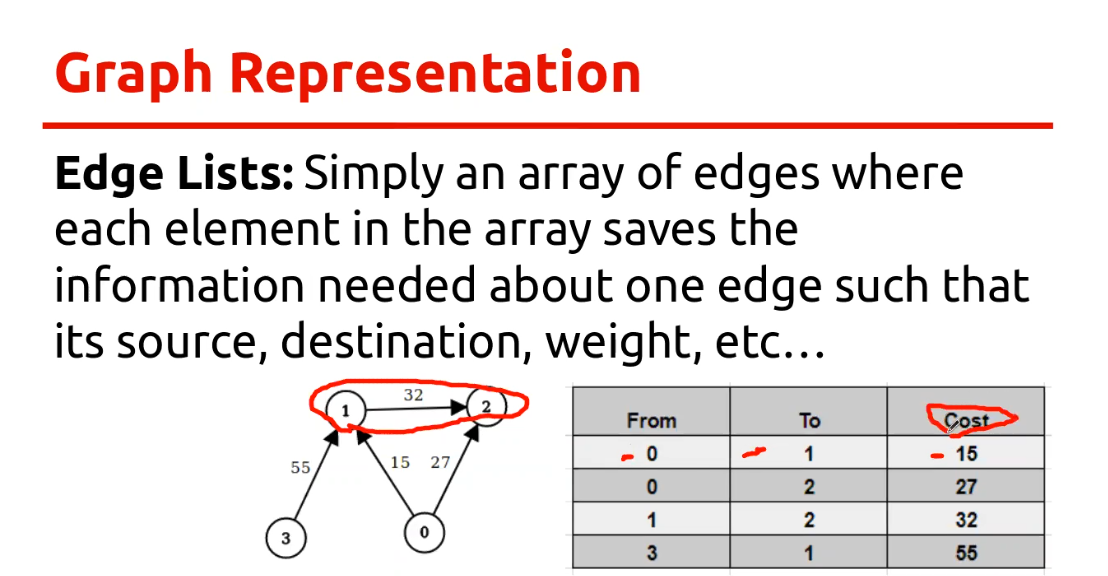 Graph Representation
Edge Lists: Simply an array of edges where
each element in the array saves the
information needed about one edge such that
its source, destination, weight, etc...
1 32 2
55 15 27
3 0
From To Cost
0 1 15
0 2 27
1 2 32
3 1 55